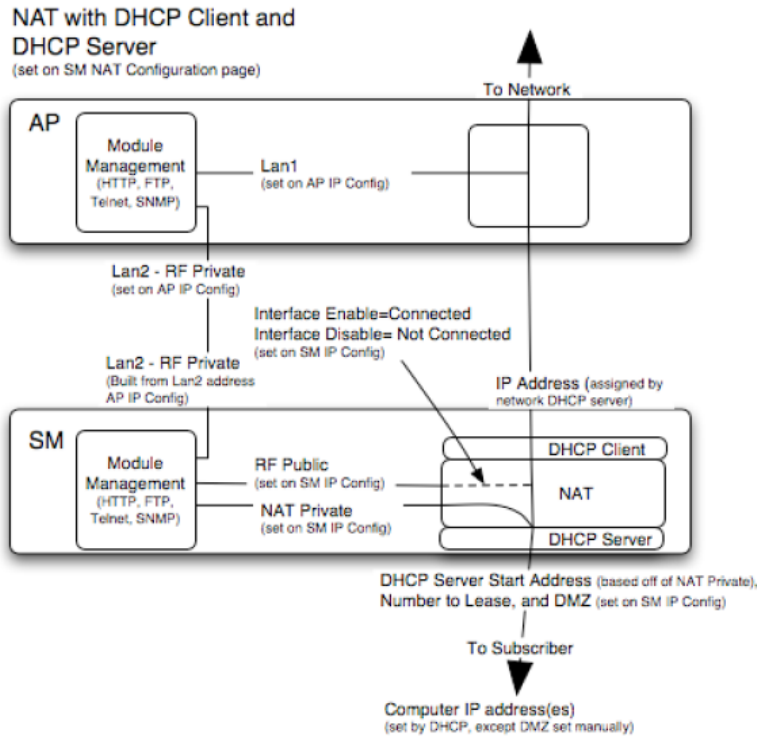 NAT with DHCP Client and
DHCP Server
(set on SM NAT Configuration page)
To Network
AP
Module
Management
(HTTP, FTP,
Telnet, SNMP)
Lan1
(set on AP IP Config)
Lan2 - RF Private
(set on AP IP Config)
Interface Enable=Connected
Interface Disable= Not Connected
(set on SM IP Config)
Lan2 - RF Private
(Built from Lan2 address
AP IP Config)
IP Address (assigned by
network DHCP server)
SM
Module
Management
(HTTP, FTP,
Telnet, SNMP)
RF Public
(set on SM IP Config)
NAT Private
(set on SM IP Config)
DHCP Client
NAT
DHCP Server
DHCP Server Start Address (based off of NAT Private),
Number to Lease, and DMZ (set on SM IP Config)
To Subscriber
Computer IP address(es)
(set by DHCP, except DMZ set manually)